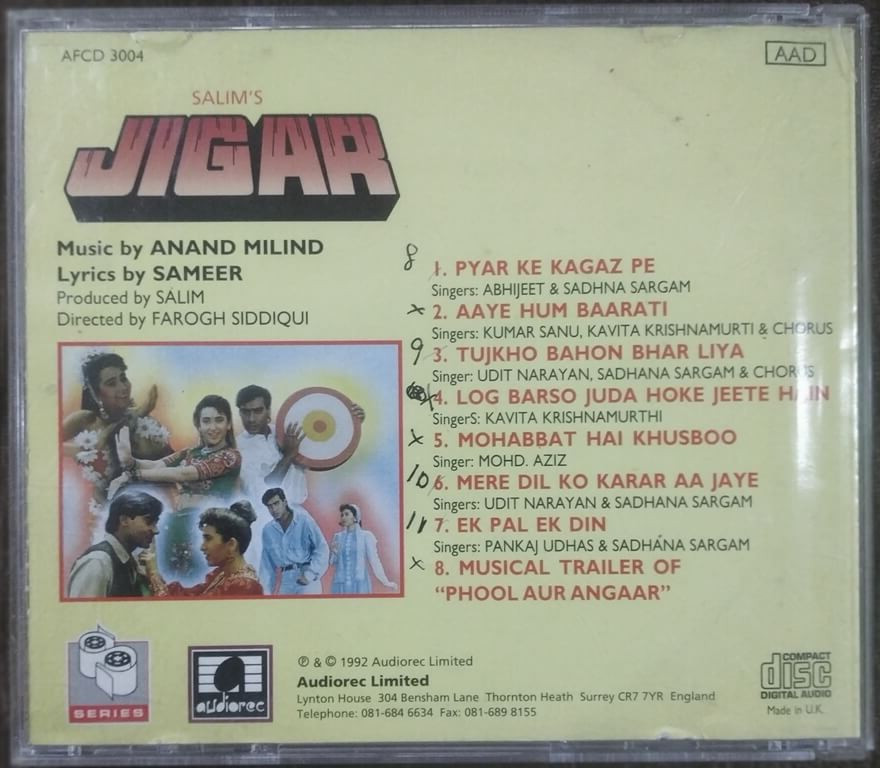 AFCD 3004
AAD
SALIM'S
JIGAR
Music by ANAND MILIND
Lyrics by SAMEER
Produced by SALIM
Directed by FAROGH SIDDIQUI
8 1. PYAR KE KAGAZ PE
Singers: ABHIJEET & SADHNA SARGAM
x 2. AAYE HUM BAARATI
Singers: KUMAR SANU, KAVITA KRISHNAMURTI & CHORUS
9 3. TUJKHO BAHON BHAR LIYA
Singer: UDIT NARAYAN, SADHANA SARGAM & CHORUS
x 4. LOG BARSO JUDA HOKE JEETE HAIN
SingerS: KAVITA KRISHNAMURTHI
x 5. MOHABBAT HAI KHUSBOO
Singer: MOHD. AZIZ
10 6. MERE DIL KO KARAR AA JAYE
Singers: UDIT NARAYAN & SADHANA SARGAM
11 7. EK PAL EK DIN
Singers: PANKAJ UDHAS & SADHANA SARGAM
x 8. MUSICAL TRAILER OF
"PHOOL AUR ANGAAR"
SERIES
audiorec
℗ & © 1992 Audiorec Limited
Audiorec Limited
Lynton House 304 Bensham Lane Thornton Heath Surrey CR7 7YR England
Telephone: 081-684 6634 Fax: 081-689 8155
COMPACT
disc
DIGITAL AUDIO
Made in U.K.